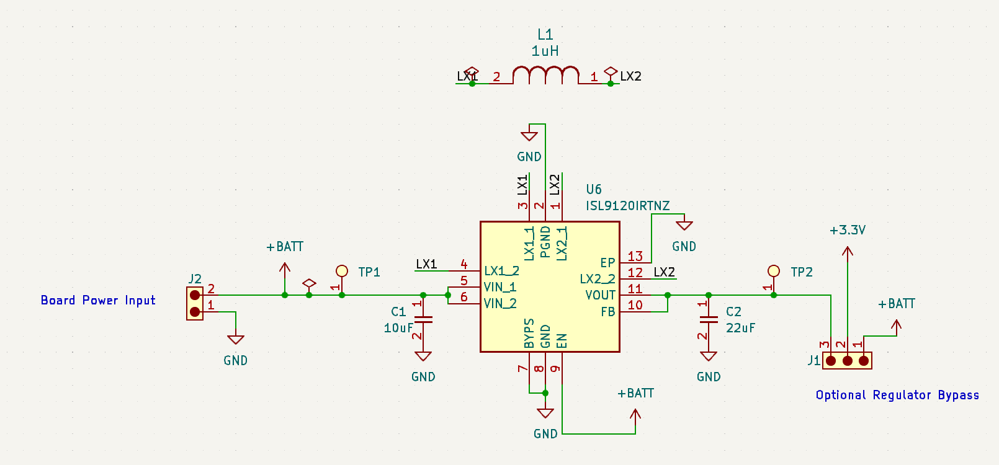 L1
1uH
LX1
2
1
LX2
GND
LX1
LX2
3
2
1
U6
ISL9120IRTNZ
LX1_1
PGND
LX2_1
GND
+3.3V
+BATT
LX1
4
LX1_2
5
VIN_1
6
VIN_2
EP
13
LX2_2
12
LX2
VOUT
11
FB
10
TP1
1
TP2
1
J2
2
1
Board Power Input
GND
C1
10uF
1
2
GND
BYPS
GND
EN
7
8
9
GND
+BATT
C2
22uF
1
2
GND
+BATT
3
2
1
J1
Optional Regulator Bypass